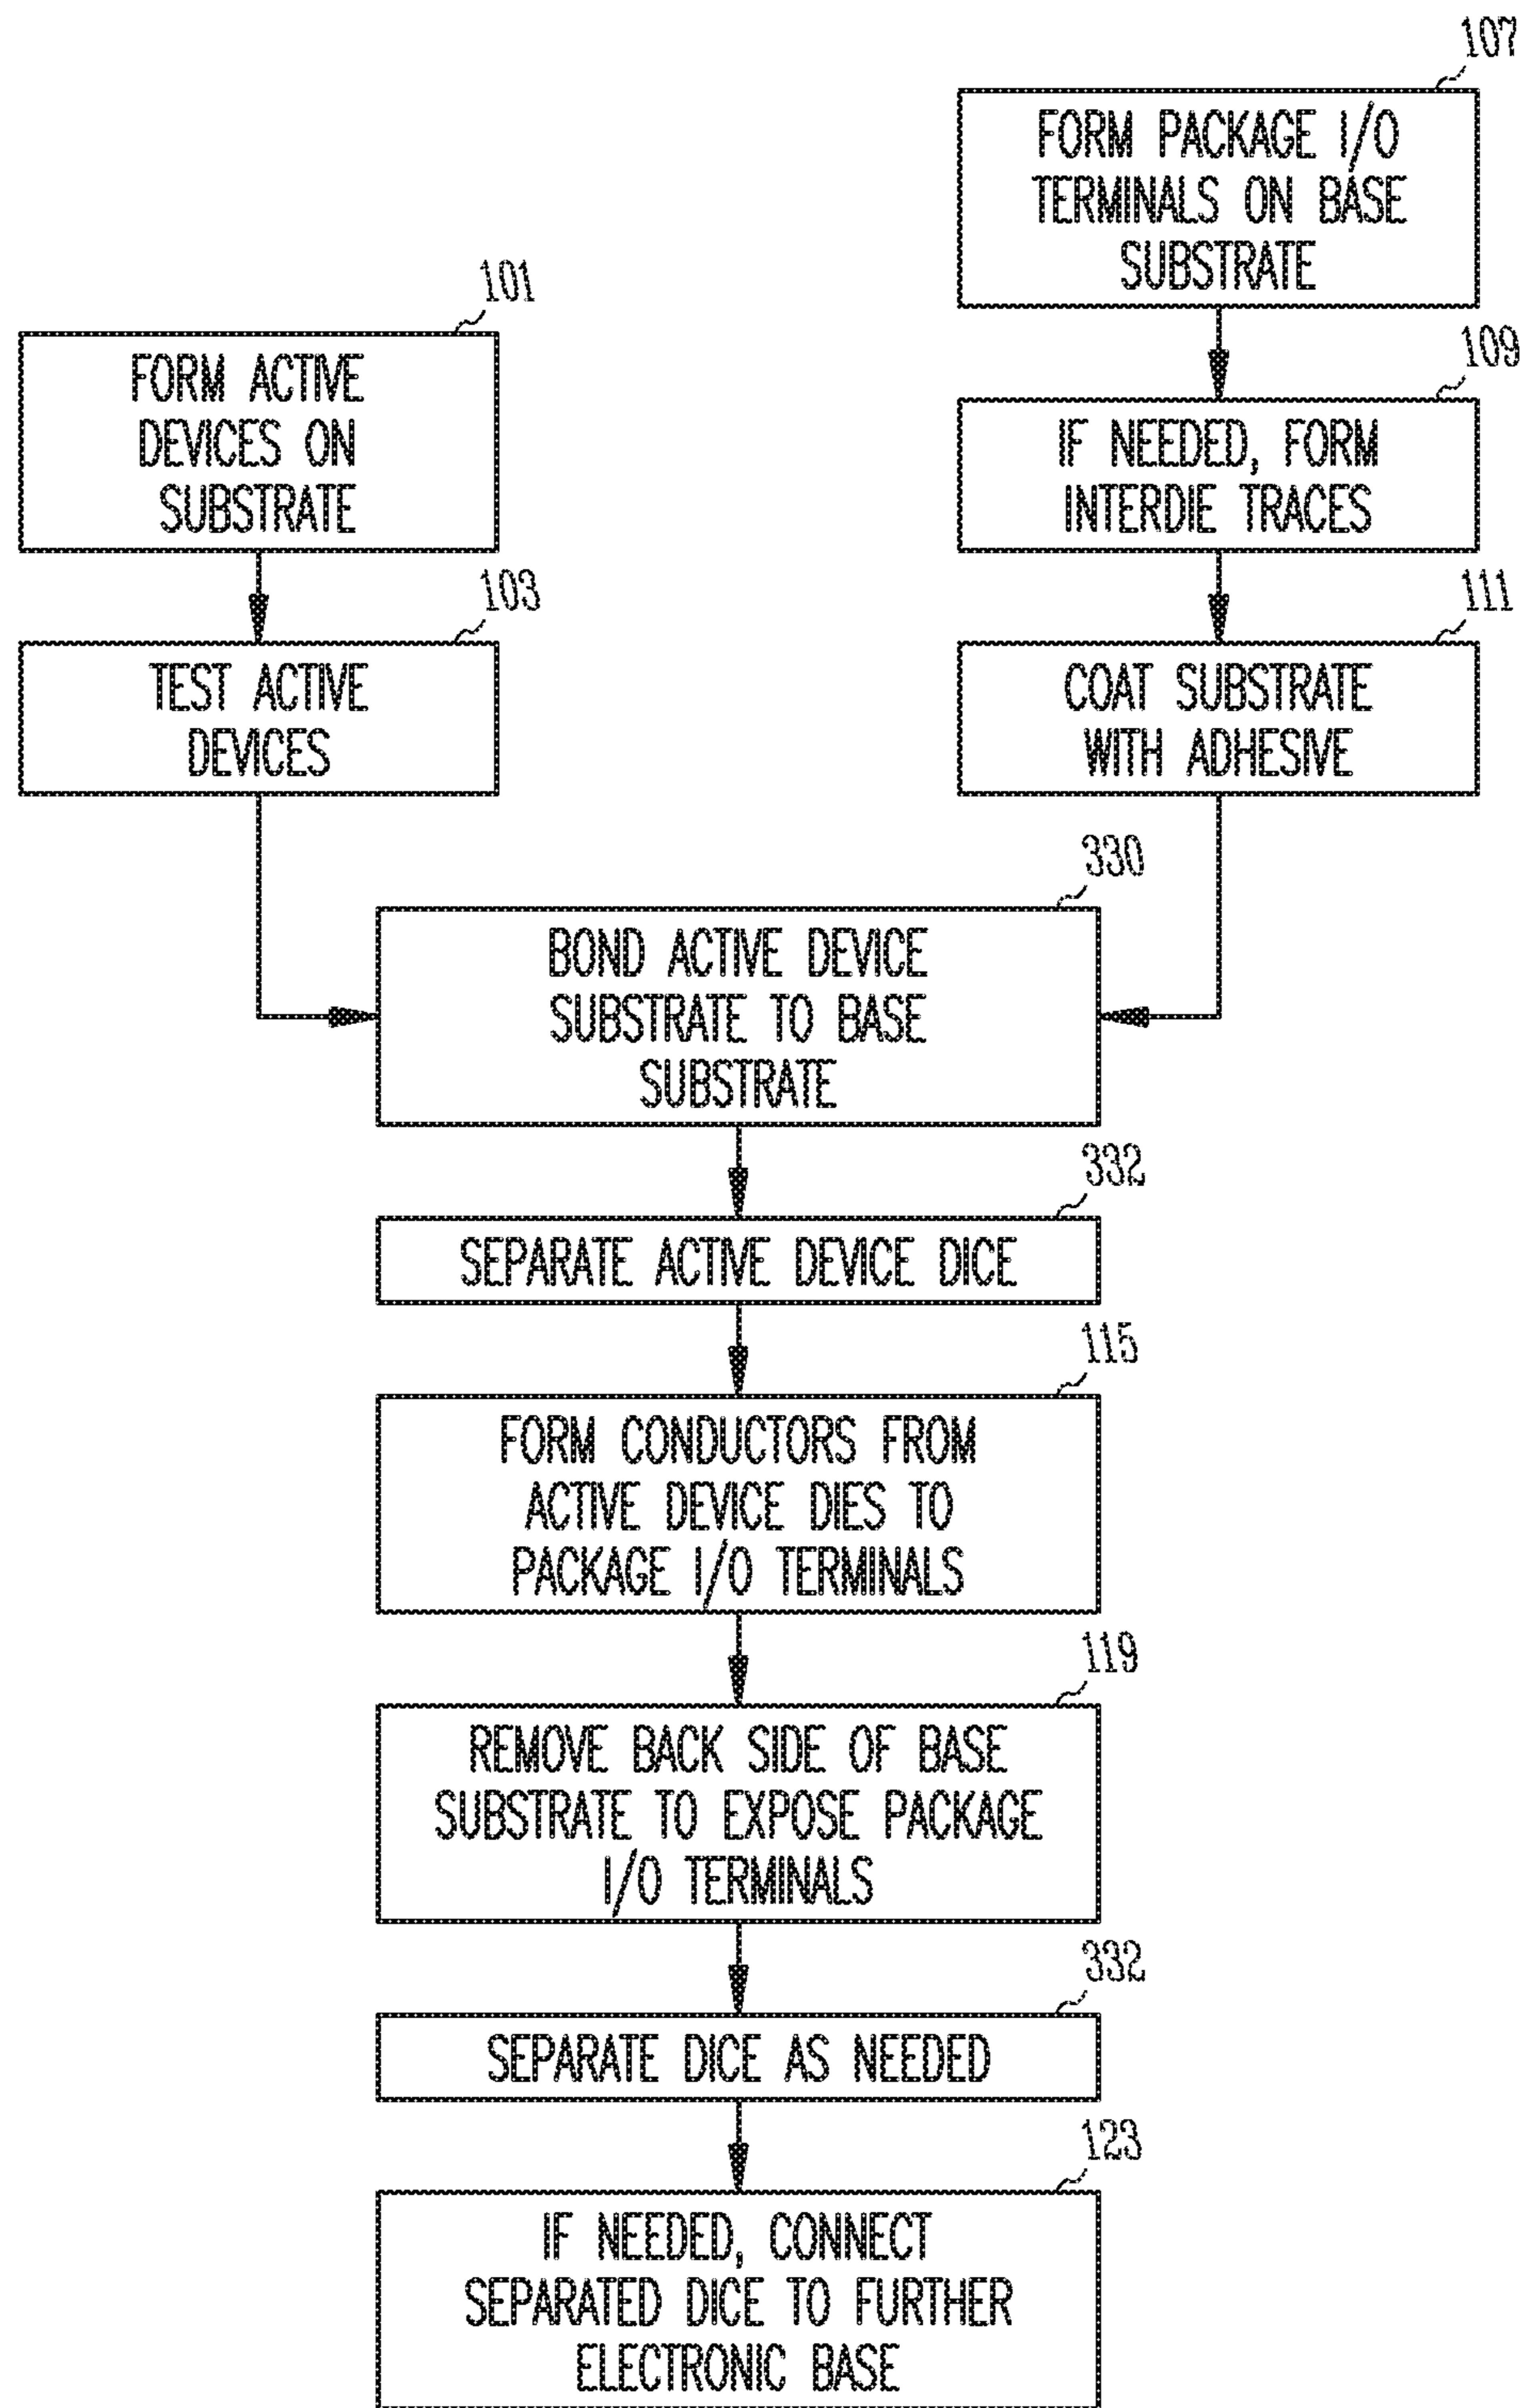 107
FORM PACKAGE I/O
TERMINALS ON BASE
SUBSTRATE
101
FORM ACTIVE
DEVICES ON
SUBSTRATE
109
IF NEEDED, FORM
INTERDIE TRACES
103
TEST ACTIVE
DEVICES
111
COAT SUBSTRATE
WITH ADHESIVE
330
BOND ACTIVE DEVICE
SUBSTRATE TO BASE
SUBSTRATE
332
SEPARATE ACTIVE DEVICE DICE
115
FORM CONDUCTORS FROM
ACTIVE DEVICE DIES TO
PACKAGE I/O TERMINALS
119
REMOVE BACK SIDE OF BASE
SUBSTRATE TO EXPOSE PACKAGE
I/O TERMINALS
332
SEPARATE DICE AS NEEDED
123
IF NEEDED, CONNECT
SEPARATED DICE TO FURTHER
ELECTRONIC BASE